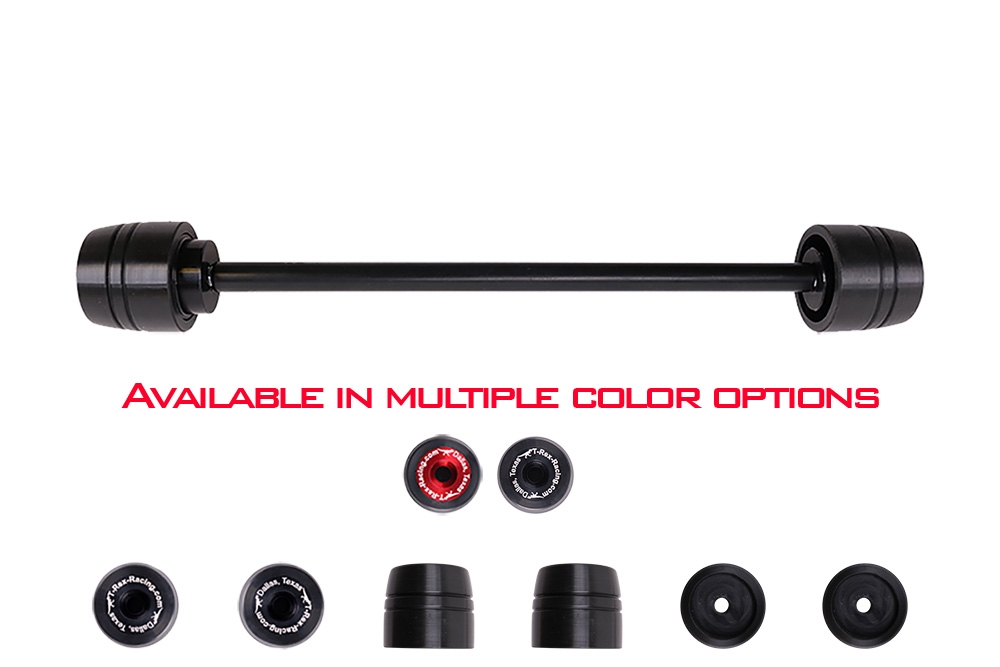 Available in multiple color options
T-Rex-Racing.com Dallas, Texas
T-Rex-Racing.com Dallas, Texas
T-Rex-Racing.com Dallas, Texas
Dallas, Texas T-Rex-Racing.com